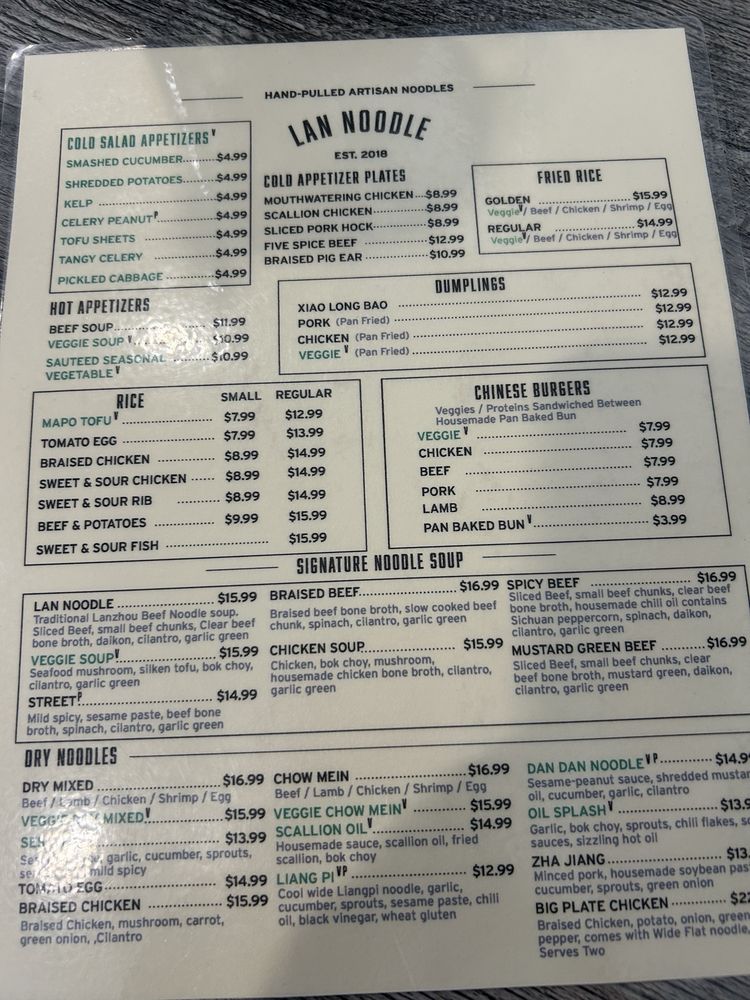 HAND-PULLED ARTISAN NOODLES
LAN NOODLE
EST. 2018
COLD SALAD APPETIZERS V
SMASHED CUCUMBER.........$4.99
SHREDDED POTATOES.......$4.99
KELP ..................$4.99
CELERY PEANUT P..........$4.99
TOFU SHEETS ............$4.99
TANGY CELERY ...........$4.99
PICKLED CABBAGE ........$4.99
COLD APPETIZER PLATES
MOUTHWATERING CHICKEN...$8.99
SCALLION CHICKEN........$8.99
SLICED PORK HOCK........$8.99
FIVE SPICE BEEF ........$12.99
BRAISED PIG EAR ........$10.99
FRIED RICE
GOLDEN ................$15.99
Veggie V/ Beef / Chicken / Shrimp / Egg
REGULAR ...............$14.99
Veggie V/ Beef / Chicken / Shrimp / Egg
HOT APPETIZERS
BEEF SOUP..............$11.99
VEGGIE SOUP V...........$10.99
SAUTEED SEASONAL .......$10.99
VEGETABLE V
DUMPLINGS
XIAO LONG BAO ..........$12.99
PORK (Pan Fried) ..........$12.99
CHICKEN (Pan Fried) ..........$12.99
VEGGIE V (Pan Fried) ..........$12.99
RICE SMALL REGULAR
MAPO TOFU V.............$7.99 $12.99
TOMATO EGG ............$7.99 $13.99
BRAISED CHICKEN ........$8.99 $14.99
SWEET & SOUR CHICKEN .....$8.99 $14.99
SWEET & SOUR RIB ........$8.99 $14.99
BEEF & POTATOES ........$9.99 $15.99
SWEET & SOUR FISH ..........$15.99
CHINESE BURGERS
Veggies / Proteins Sandwiched Between
Housemade Pan Baked Bun
VEGGIE V ..........$7.99
CHICKEN ..........$7.99
BEEF ..........$7.99
PORK ..........$7.99
LAMB ..........$8.99
PAN BAKED BUN V..........$3.99
SIGNATURE NOODLE SOUP
LAN NOODLE ..........$15.99
Traditional Lanzhou Beef Noodle soup.
Sliced Beef, small beef chunks, Clear beef
bone broth, daikon, cilantro, garlic green
VEGGIE SOUP V..........$15.99
Seafood mushroom, silken tofu, bok choy,
cilantro, garlic green
STREET P..........$14.99
Mild spicy, sesame paste, beef bone
broth, spinach, cilantro, garlic green
BRAISED BEEF..........$16.99
Braised beef bone broth, slow cooked beef
chunk, spinach, cilantro, garlic green
CHICKEN SOUP..........$15.99
Chicken, bok choy, mushroom,
housemade chicken bone broth, cilantro,
garlic green
SPICY BEEF ..........$16.99
Sliced Beef, small beef chunks, clear beef
bone broth, housemade chili oil contains
Sichuan peppercorn, spinach, daikon,
cilantro, garlic green
MUSTARD GREEN BEEF ..........$16.99
Sliced Beef, small beef chunks, clear
beef bone broth, mustard green, daikon,
cilantro, garlic green
DRY NOODLES
DRY MIXED ..........$16.99
Beef / Lamb / Chicken / Shrimp / Egg
VEGGIE DRY MIXED V..........$15.99
..........$13.99
garlic, cucumber, sprouts,
mild spicy
TOMATO EGG ..........$14.99
BRAISED CHICKEN ..........$15.99
Braised Chicken, mushroom, carrot,
green onion, ,Cilantro
CHOW MEIN ..........$16.99
Beef / Lamb / Chicken / Shrimp / Egg
VEGGIE CHOW MEIN V..........$15.99
SCALLION OIL V..........$14.99
Housemade sauce, scallion oil, fried
scallion, bok choy
LIANG PI VP ..........$12.99
Cool wide Liangpi noodle, garlic,
cucumber, sprouts, sesame paste, chili
oil, black vinegar, wheat gluten
DAN DAN NOODLE VP..........$14.9
Sesame-peanut sauce, shredded mustar
oil, cucumber, garlic, cilantro
OIL SPLASH V..........$13.9
Garlic, bok choy, sprouts, chili flakes, s
sauces, sizzling hot oil
ZHA JIANG..........$13.
Minced pork, housemade soybean pas
cucumber, sprouts, green onion
BIG PLATE CHICKEN ..........$22
Braised Chicken, potato, onion, green
pepper, comes with Wide Flat noodle,
Serves Two